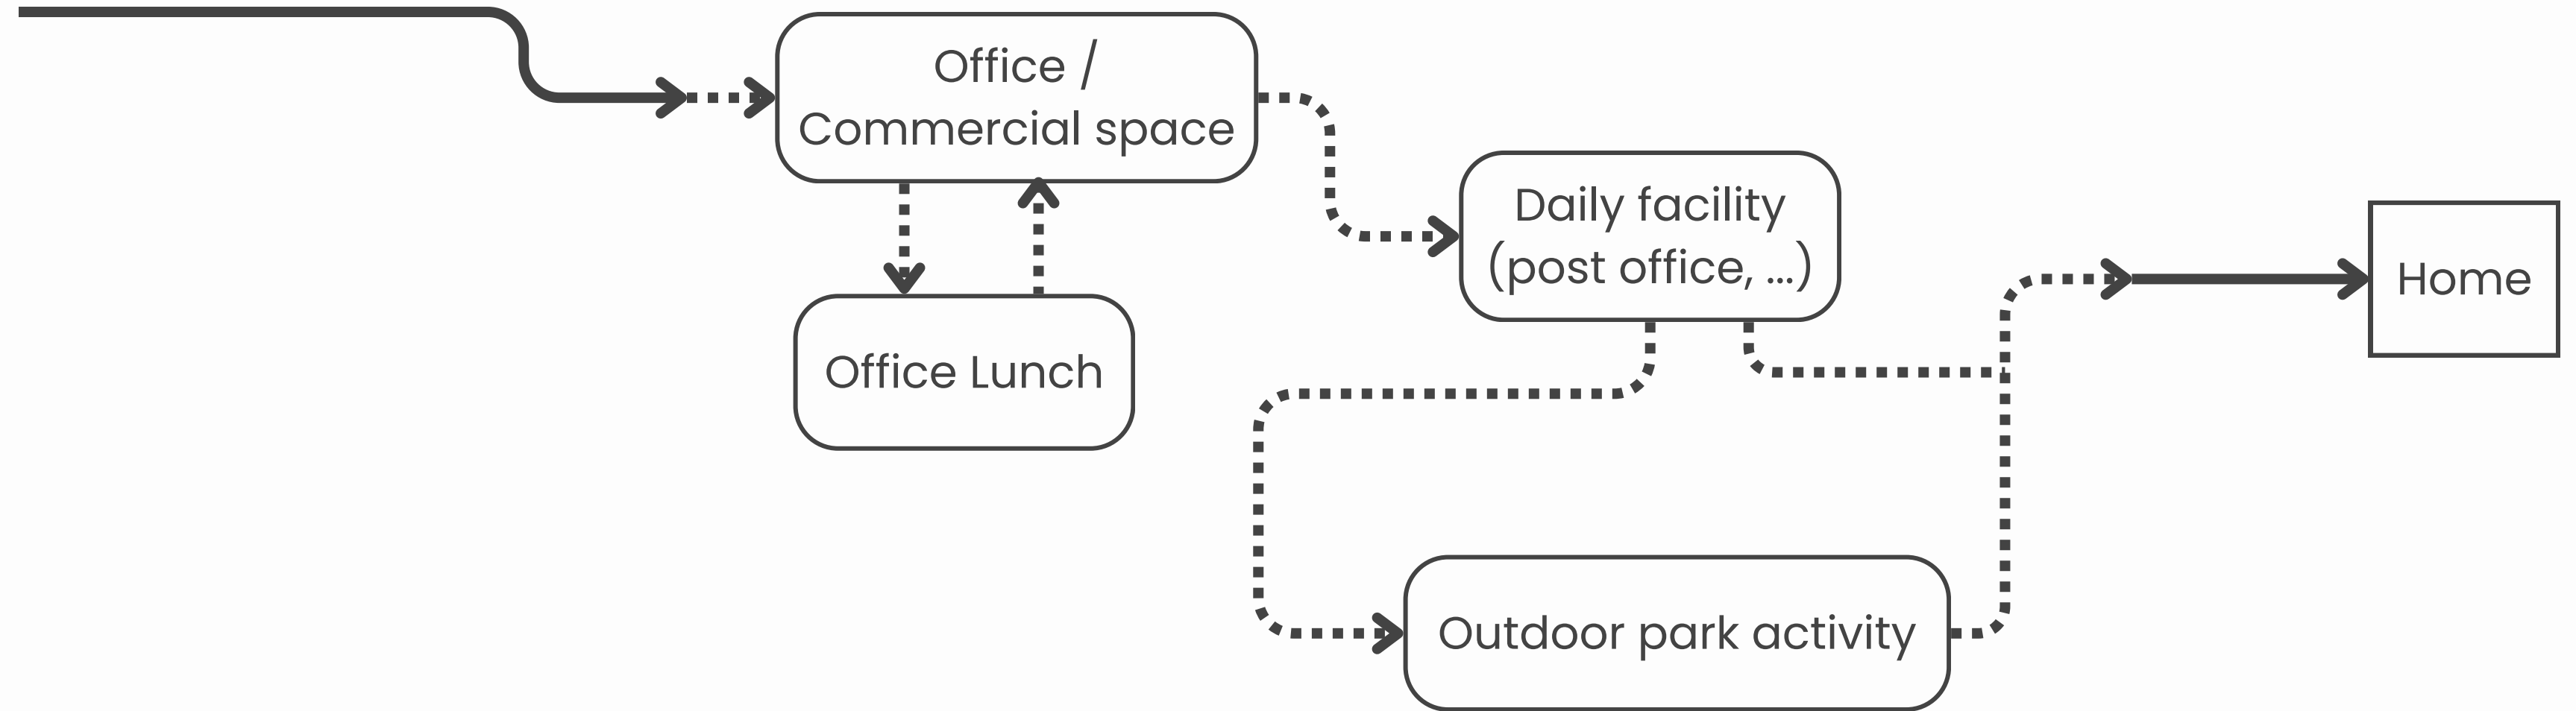 Office /
Commercial space
Daily facility
(post office, ...)
Home
Office Lunch
Outdoor park activity